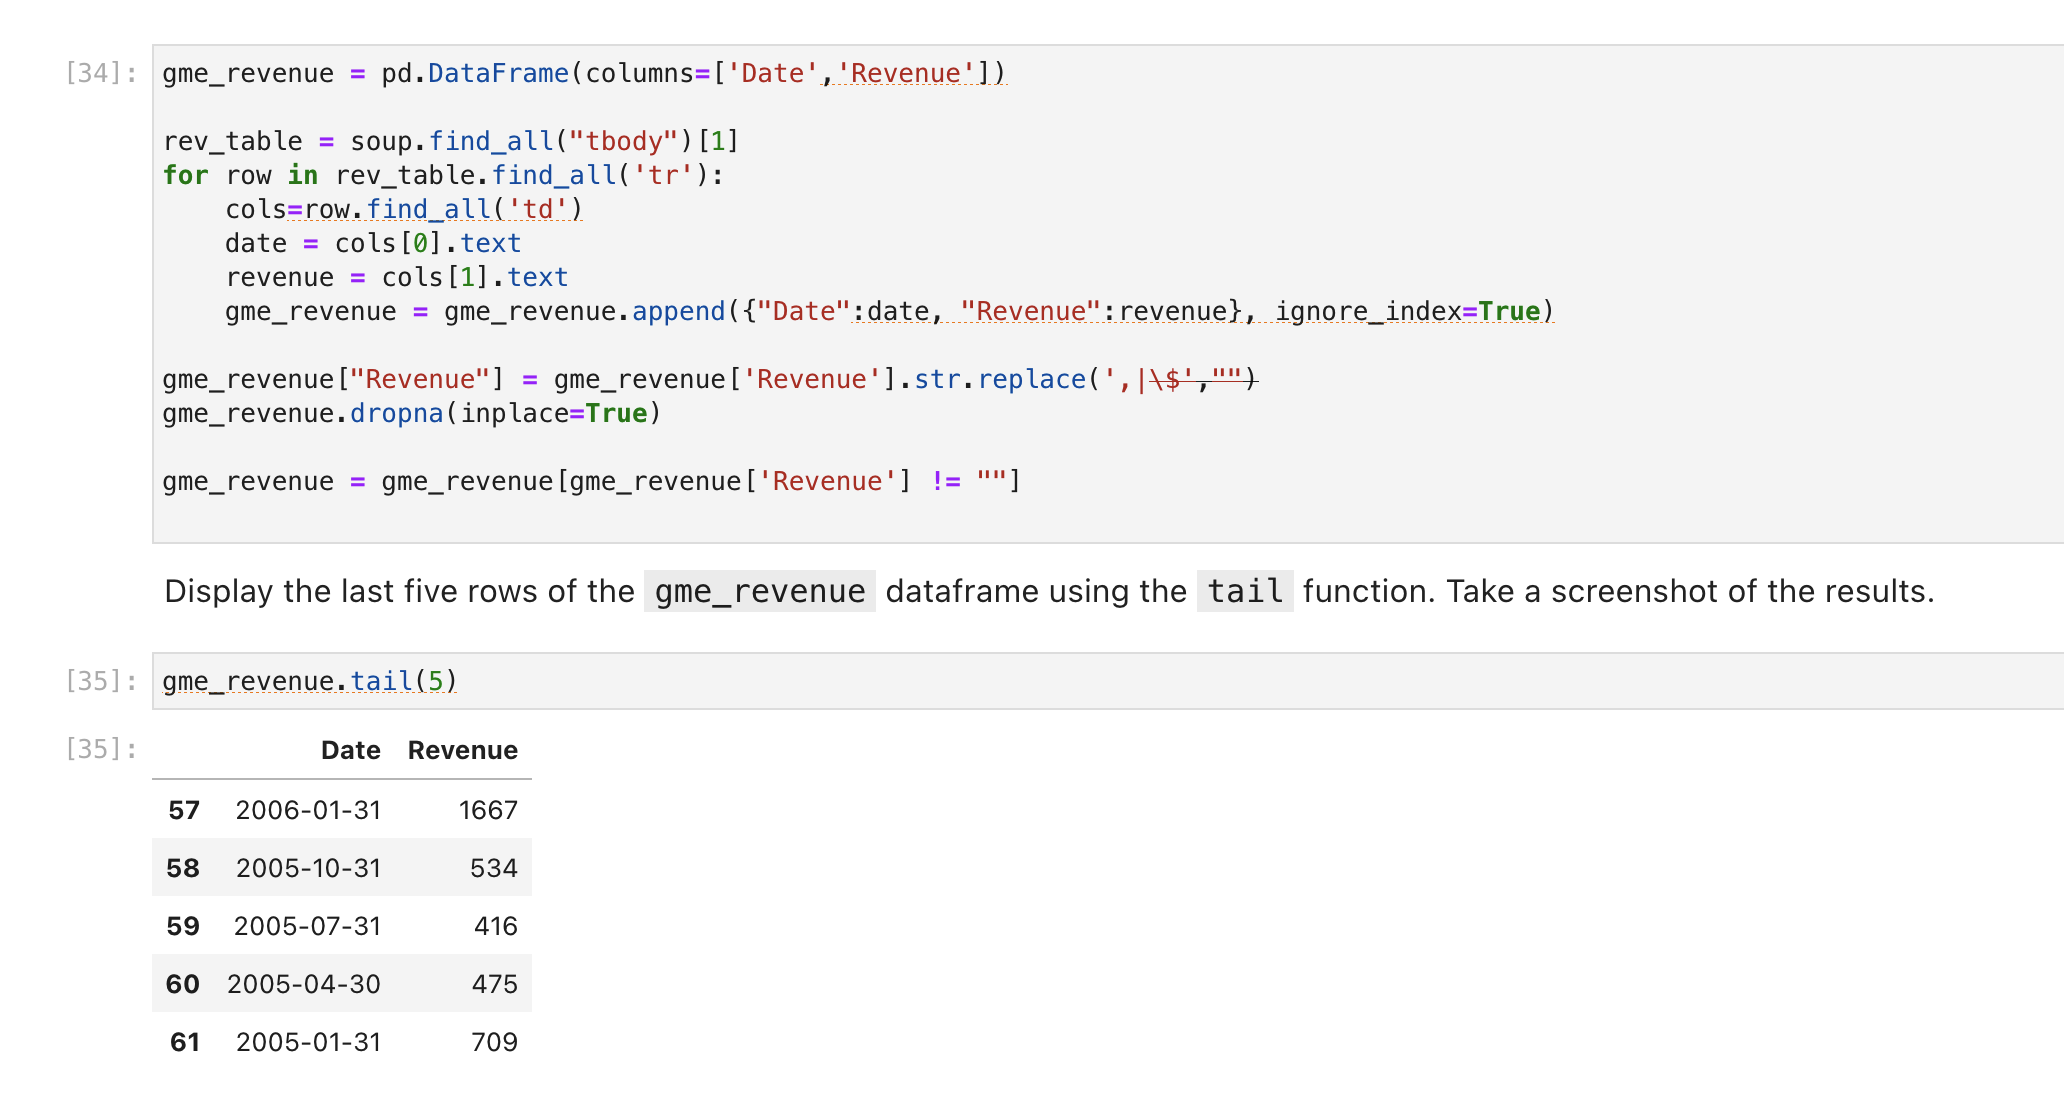 [34]: gme_revenue = pd.DataFrame(columns=['Date','Revenue'])
rev_table = soup.find_all("tbody")[1]
for row in rev_table.find_all('tr'):
    cols=row.find_all('td')
    date = cols[0].text
    revenue = cols[1].text
    gme_revenue = gme_revenue.append({"Date":date, "Revenue":revenue}, ignore_index=True)
gme_revenue["Revenue"] = gme_revenue['Revenue'].str.replace(',|\$',"")
gme_revenue.dropna(inplace=True)
gme_revenue = gme_revenue[gme_revenue['Revenue'] != ""]
Display the last five rows of the gme_revenue dataframe using the tail function. Take a screenshot of the results.
[35]: gme_revenue.tail(5)
[35]: Date Revenue
57 2006-01-31 1667
58 2005-10-31 534
59 2005-07-31 416
60 2005-04-30 475
61 2005-01-31 709